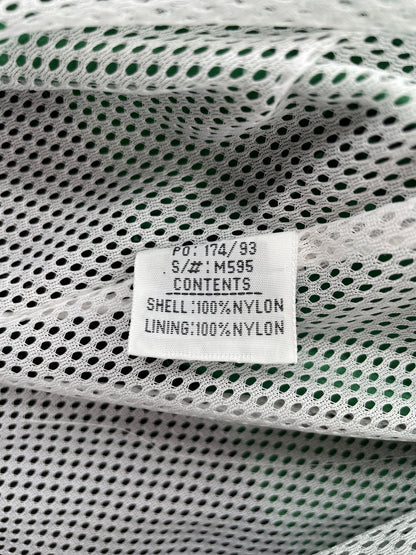 PO: 174/93
S/#: M595
CONTENTS
SHELL:100%NYLON
LINING:100%NYLON